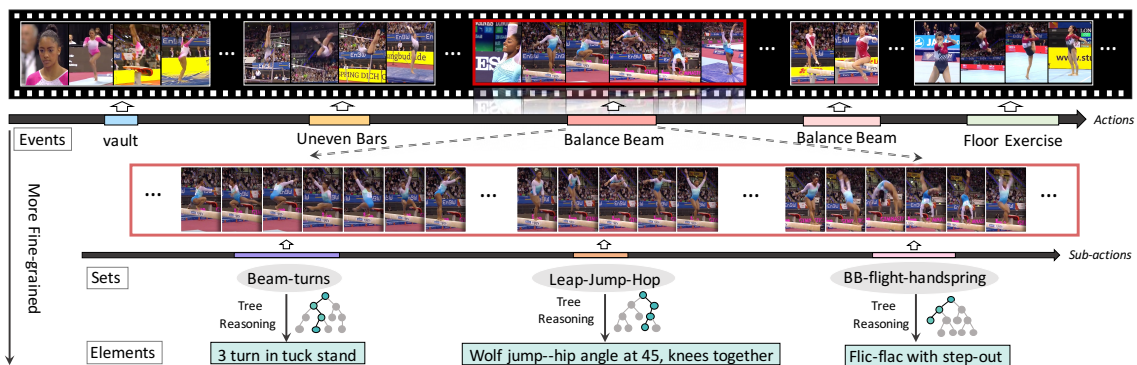 Events
vault
Uneven Bars
Balance Beam
Balance Beam
Floor Exercise
Actions
More Fine-grained
Sub-actions
Sets
Beam-turns
Leap-Jump-Hop
BB-flight-handspring
Tree
Reasoning
Tree
Reasoning
Tree
Reasoning
Elements
3 turn in tuck stand
Wolf jump--hip angle at 45, knees together
Flic-flac with step-out